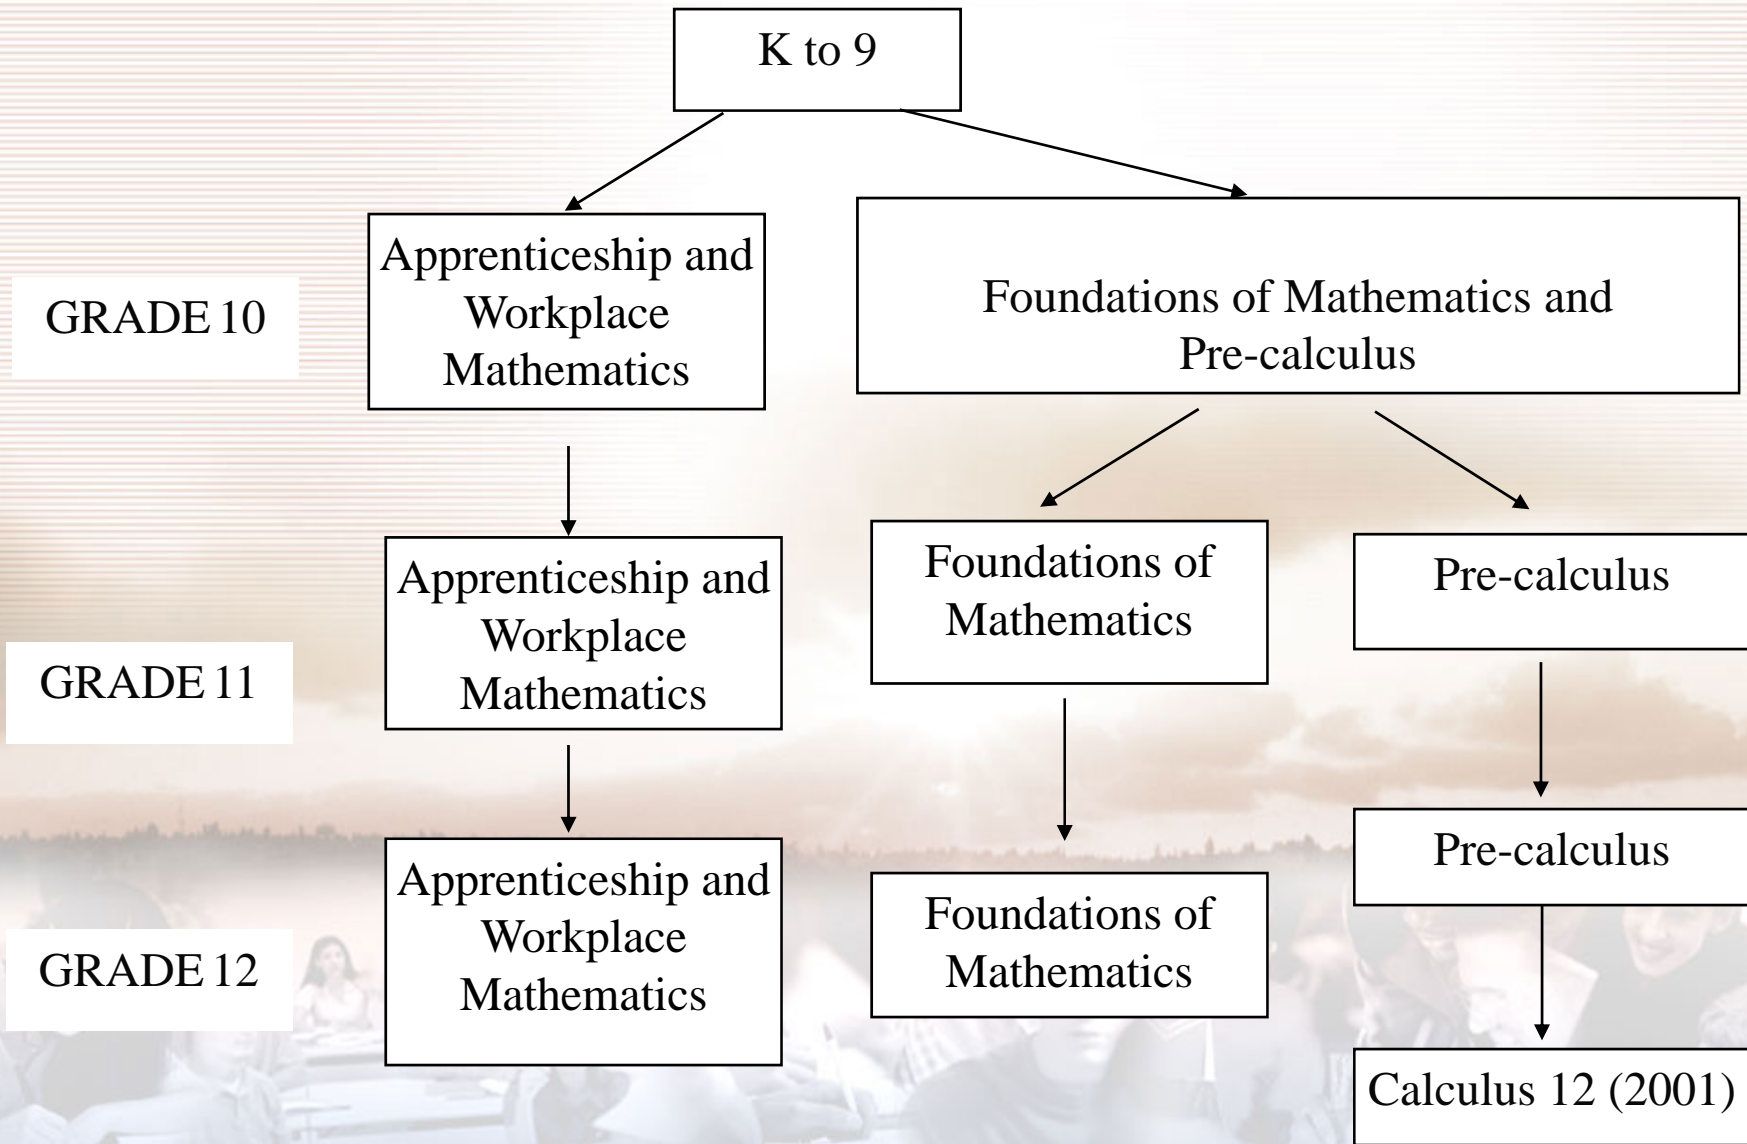 K to 9
GRADE 10
Apprenticeship and
Workplace
Mathematics
Foundations of Mathematics and
Pre-calculus
GRADE 11
Apprenticeship and
Workplace
Mathematics
Foundations of
Mathematics
Pre-calculus
GRADE 12
Apprenticeship and
Workplace
Mathematics
Foundations of
Mathematics
Pre-calculus
Calculus 12 (2001)